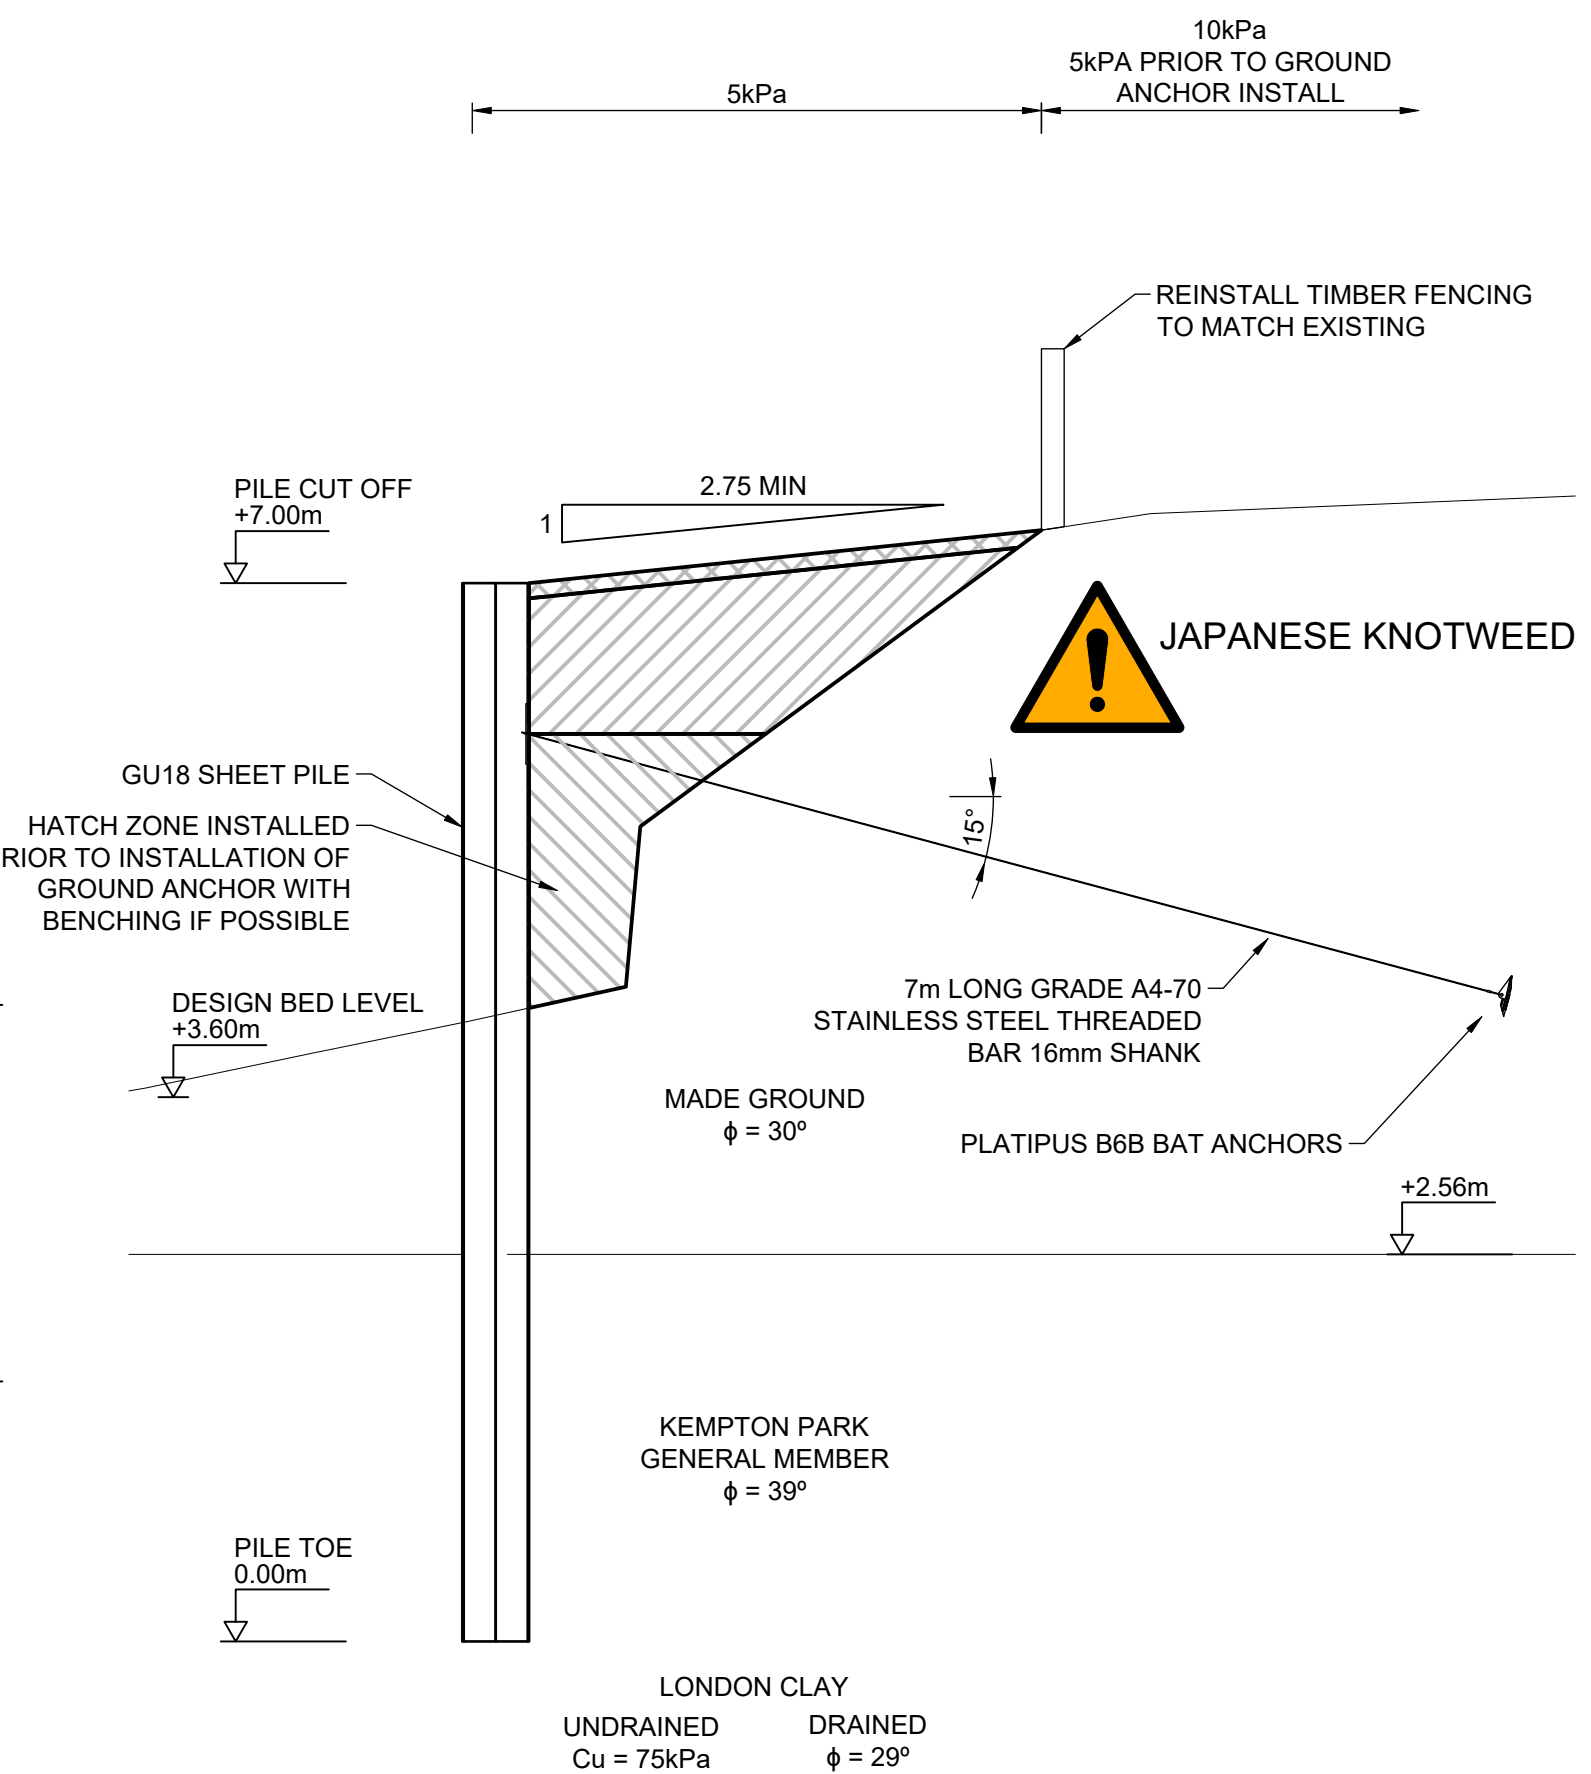 10kPa
5kPA PRIOR TO GROUND
ANCHOR INSTALL
5kPa
REINSTALL TIMBER FENCING
TO MATCH EXISTING
2.75 MIN
1
PILE CUT OFF
+7.00m
JAPANESE KNOTWEED
GU18 SHEET PILE
HATCH ZONE INSTALLED
RIOR TO INSTALLATION OF
GROUND ANCHOR WITH
BENCHING IF POSSIBLE
15°
DESIGN BED LEVEL
+3.60m
7m LONG GRADE A4-70
STAINLESS STEEL THREADED
BAR 16mm SHANK
MADE GROUND
ϕ = 30º
PLATIPUS B6B BAT ANCHORS
+2.56m
KEMPTON PARK
GENERAL MEMBER
ϕ = 39º
PILE TOE
0.00m
LONDON CLAY
UNDRAINED
Cu = 75kPa
DRAINED
ϕ = 29º